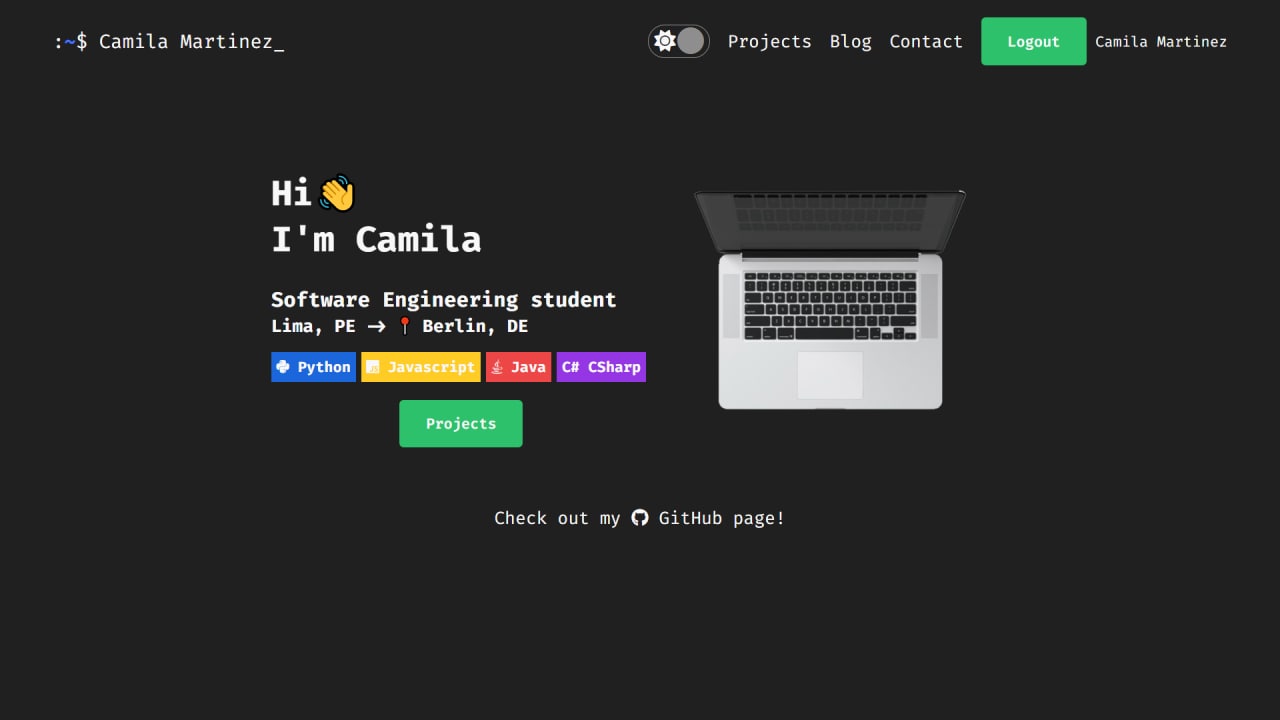 :~$ Camila Martinez_
Projects Blog Contact Logout Camila Martinez
Hi👋
I'm Camila
Software Engineering student
Lima, PE → 📍 Berlin, DE
Python JS Javascript Java C# CSharp
Projects
Check out my GitHub page!